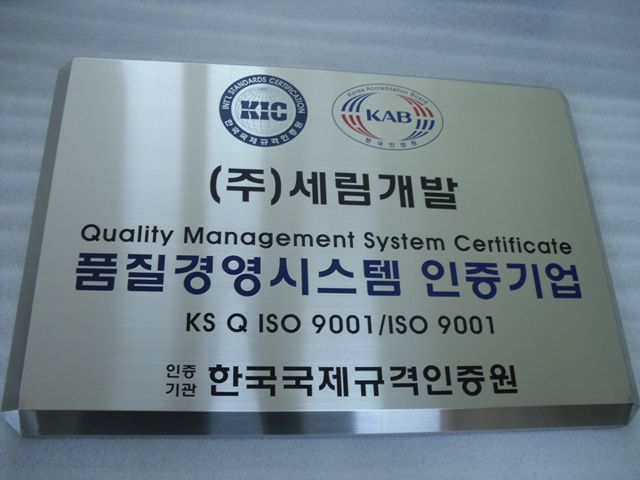 INT'L STANDARDS CERTIFICATION
KIC
한국국제규격인증원
Korea Accreditation Board
KAB
한국인정원
(주)세림개발
Quality Management System Certificate
품질경영시스템 인증기업
KS Q ISO 9001/ISO 9001
인증
기관 한국국제규격인증원